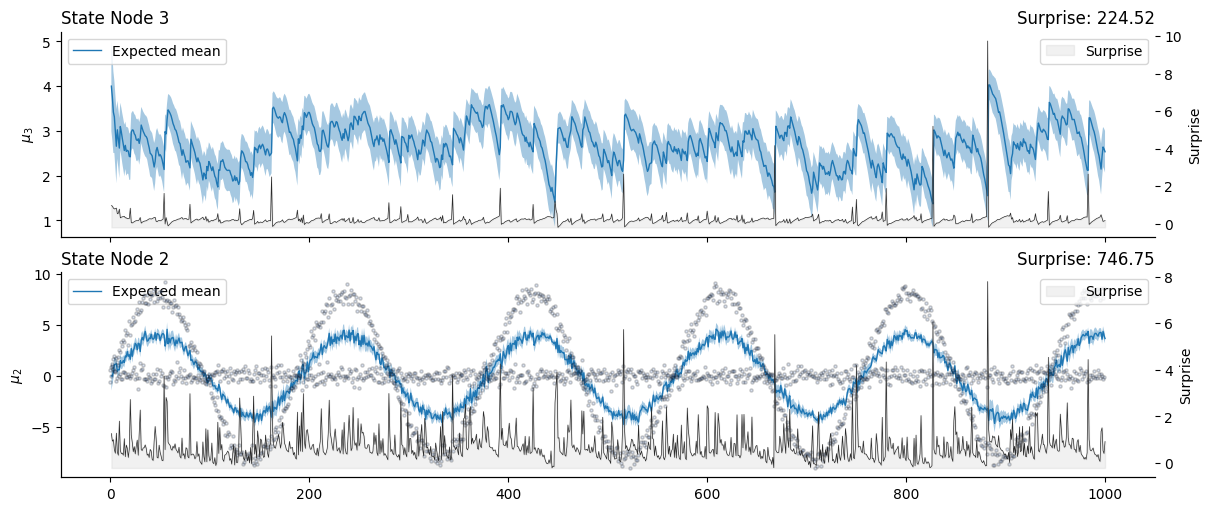 State Node 3 Surprise: 224.52
Expected mean
Surprise
5
4
3
2
1
μ3
10
8
6
4
2
0
Surprise
State Node 2 Surprise: 746.75
Expected mean
Surprise
10
5
0
−5
μ2
8
6
4
2
0
Surprise
0 200 400 600 800 1000